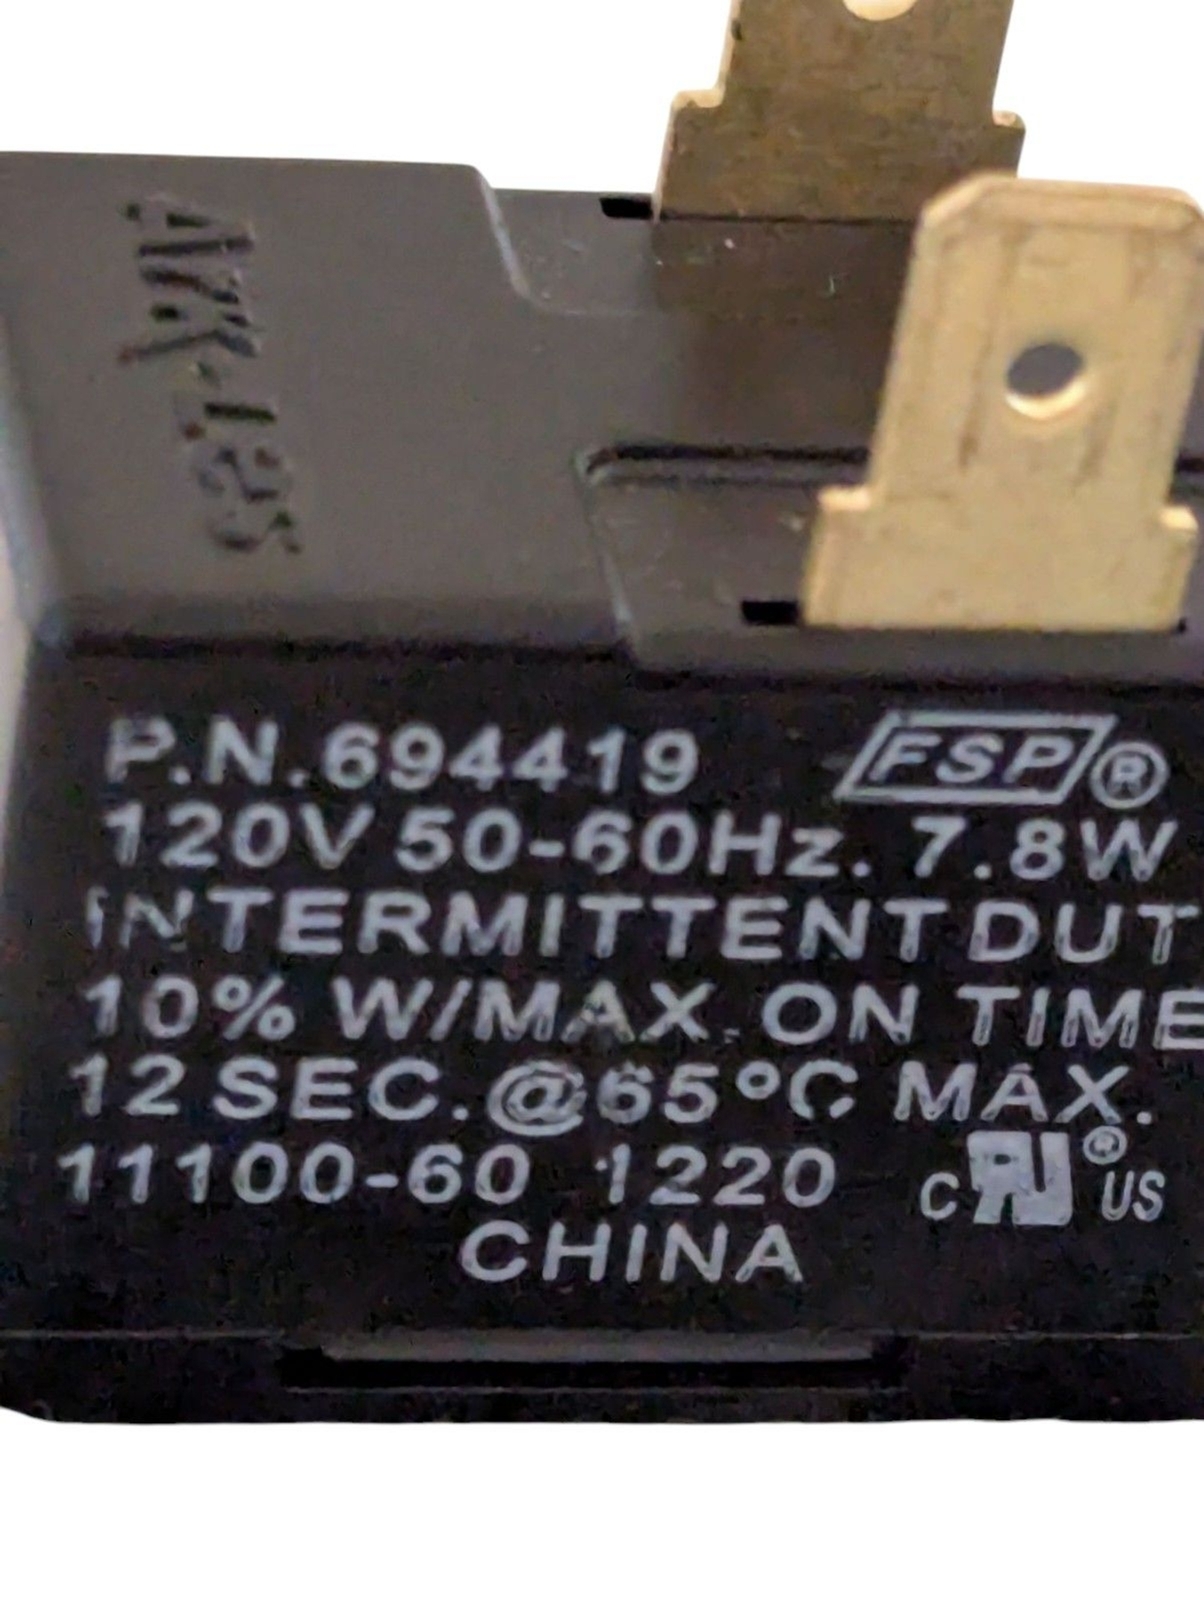 P.N.694419 FSP®
120V 50-60Hz. 7.8W
INTERMITTENT DUT
10% W/MAX. ON TIME
12 SEC.@65°C MAX.
11100-60 1220 c RU® US
CHINA